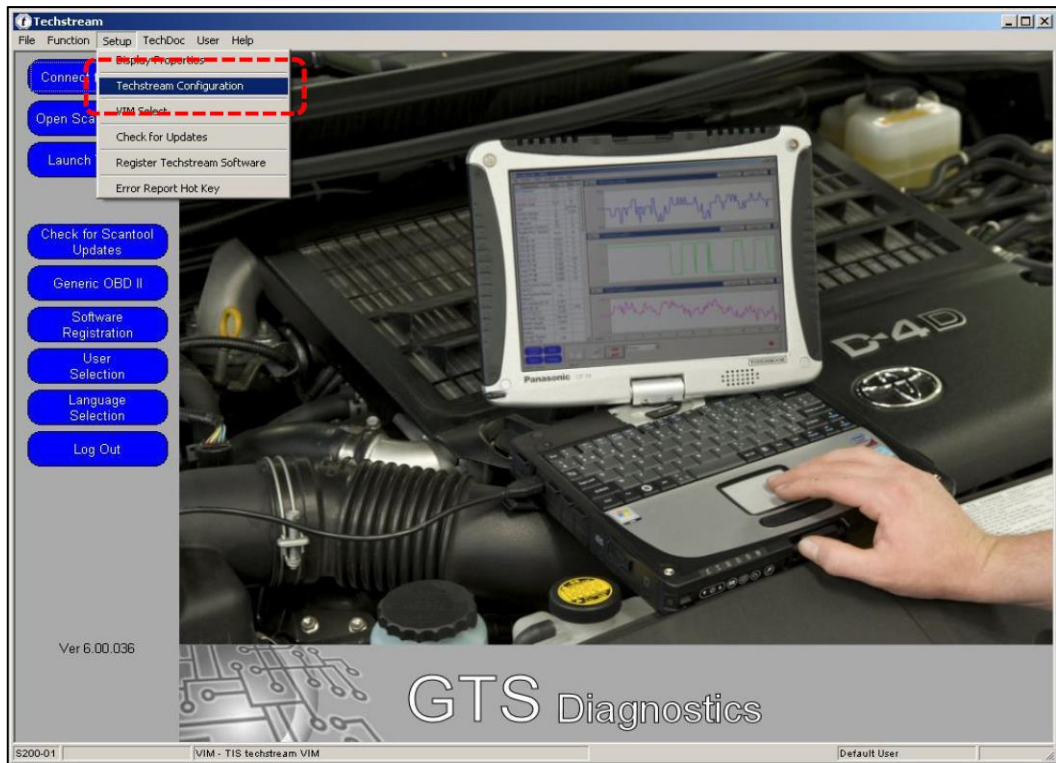 Techstream
File Function Setup TechDoc User Help
Display Properties
Techstream Configuration
VIM Select
Check for Updates
Register Techstream Software
Error Report Hot Key
Connect
Open Sca
Launch
Check for Scantool
Updates
Generic OBD II
Software
Registration
User
Selection
Language
Selection
Log Out
Ver 6.00.036
Panasonic
D-4D
GTS Diagnostics
S200-01 VIM - TIS techstream VIM Default User